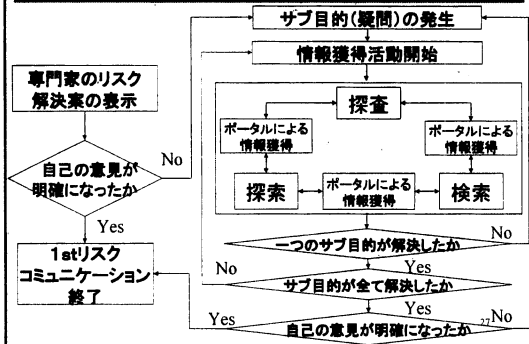 サブ目的(疑問)の発生
情報獲得活動開始
専門家のリスク
解決案の表示
探査
ポータルによる
情報獲得
ポータルによる
情報獲得
自己の意見が
明確になったか
No
探索
ポータルによる
情報獲得
検索
Yes
一つのサブ目的が解決したか
No
1stリスク
コミュニケーション
終了
No
Yes
サブ目的が全て解決したか
Yes
Yes
自己の意見が明確になったか
27
No